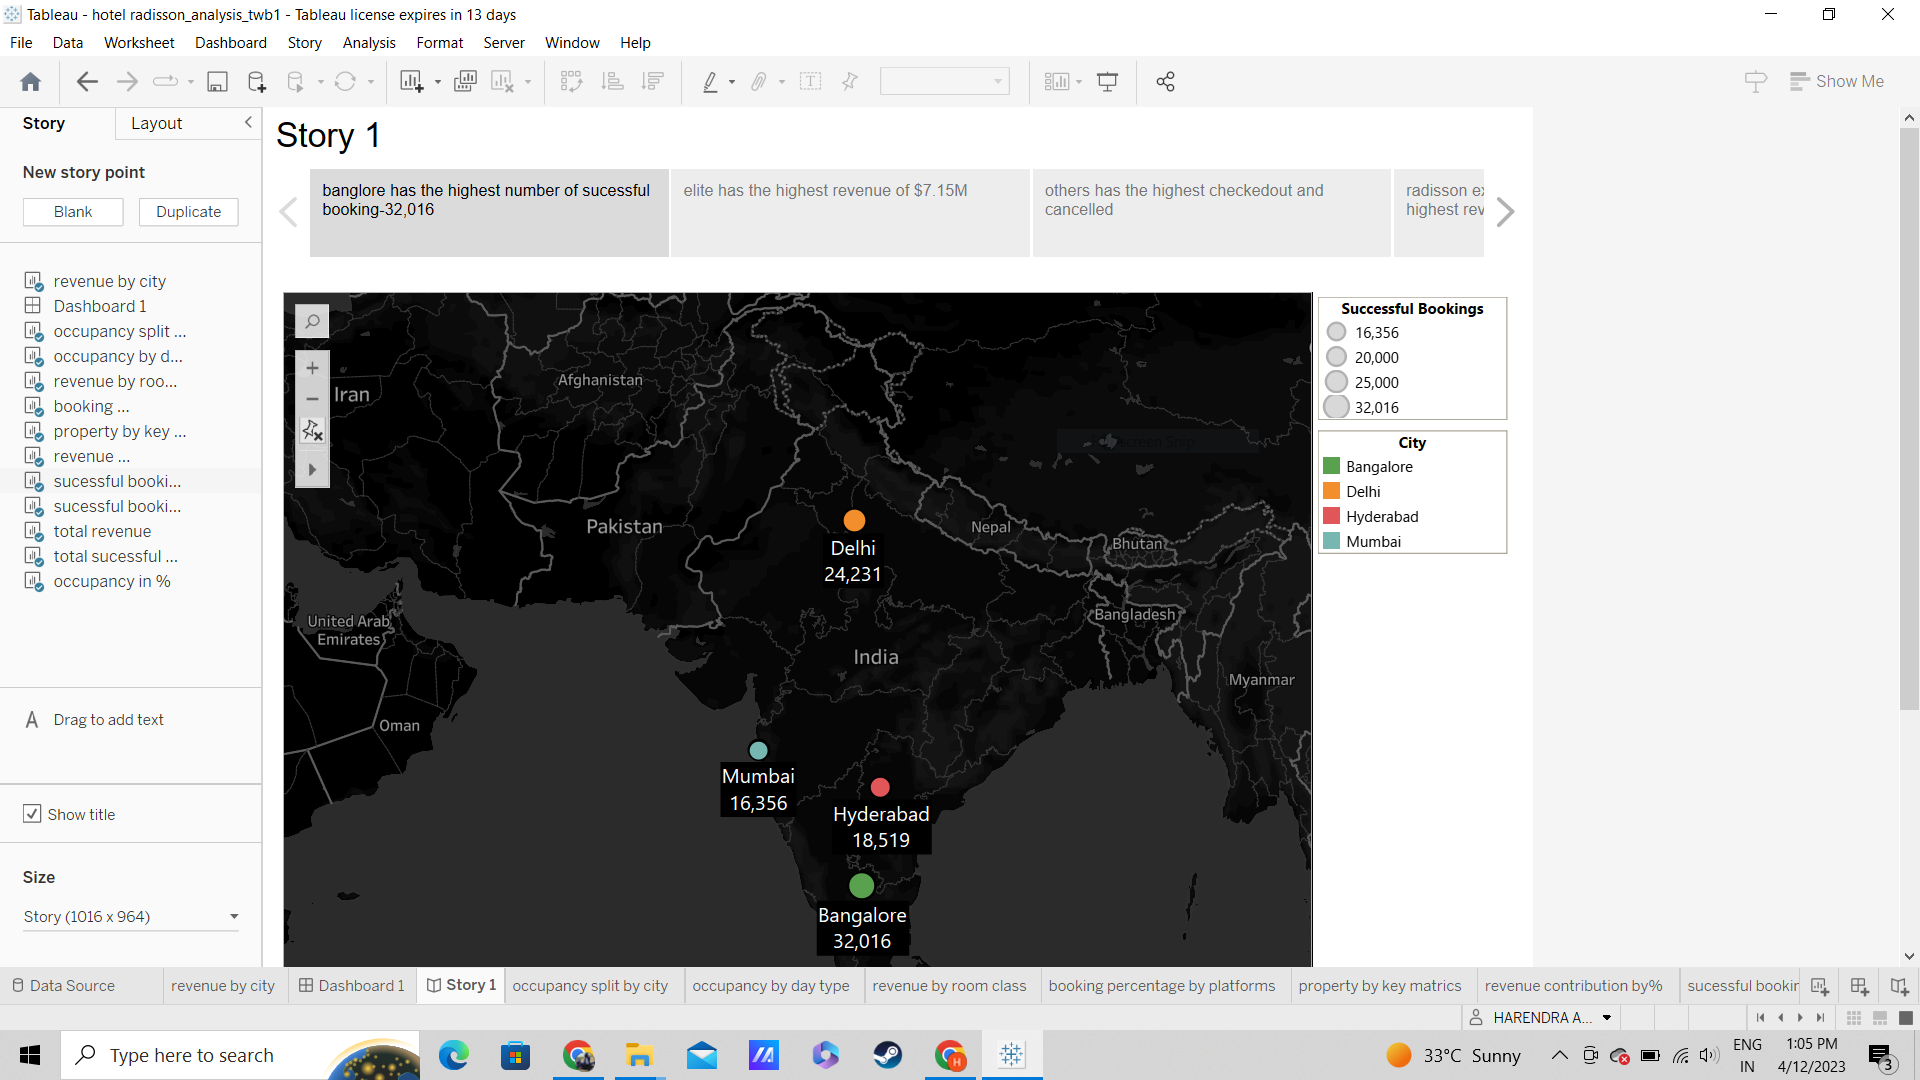 Tableau - hotel radisson_analysis_twb1 - Tableau license expires in 13 days
File Data Worksheet Dashboard Story Analysis Format Server Window Help
Show Me
Story Layout
New story point
Blank Duplicate
revenue by city
Dashboard 1
occupancy split ...
occupancy by d...
revenue by roo...
booking ...
property by key ...
revenue ...
sucessful booki...
sucessful booki...
total revenue
total sucessful ...
occupancy in %
A Drag to add text
Show title
Size
Story (1016 x 964)
Story 1
banglore has the highest number of sucessful
booking-32,016
elite has the highest revenue of $7.15M
others has the highest checkedout and
cancelled
radisson ex
highest rev
Iran
Afghanistan
Pakistan
Nepal
Bhutan
Bangladesh
United Arab
Emirates
India
Myanmar
Oman
Delhi
24,231
Mumbai
16,356
Hyderabad
18,519
Bangalore
32,016
Successful Bookings
16,356
20,000
25,000
32,016
City
Bangalore
Delhi
Hyderabad
Mumbai
Data Source revenue by city Dashboard 1 Story 1 occupancy split by city occupancy by day type revenue by room class booking percentage by platforms property by key matrics revenue contribution by% sucessful bookin
HARENDRA A...
Type here to search
33°C Sunny
ENG
IN
1:05 PM
4/12/2023
3